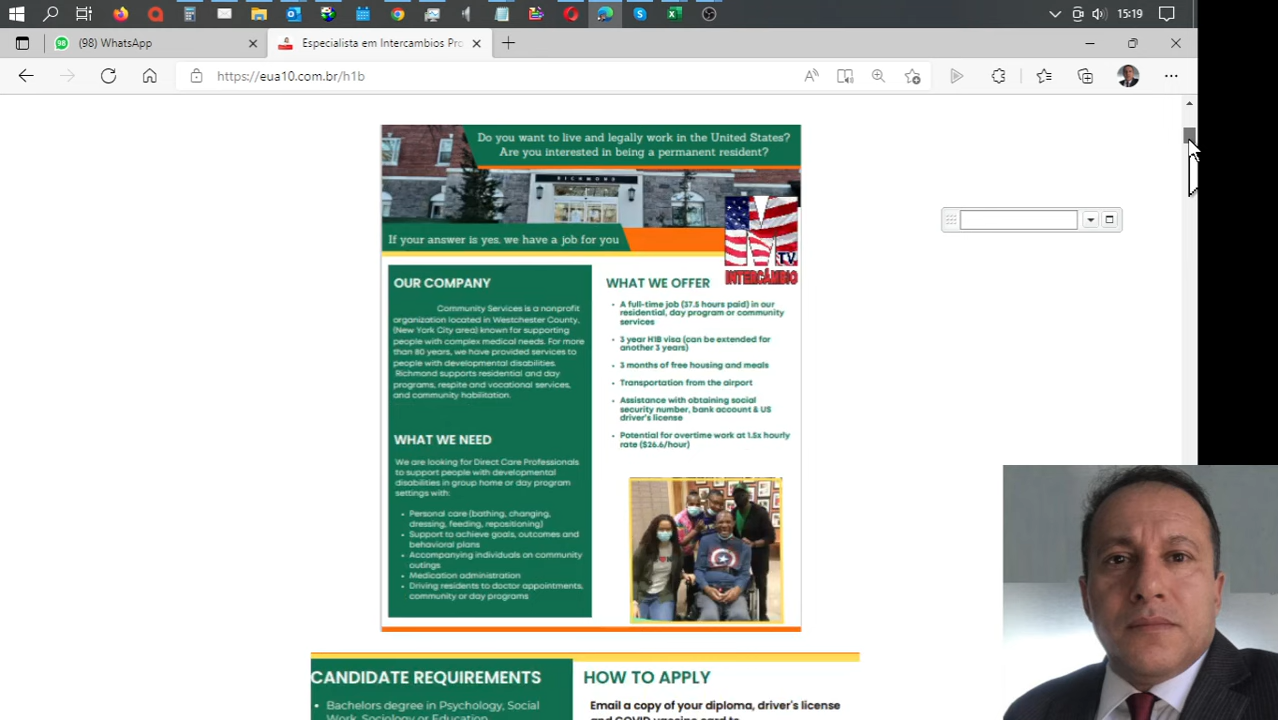 15:19
(98) WhatsApp
Especialista em Intercambios Pro
https://eua10.com.br/h1b
Do you want to live and legally work in the United States?
Are you interested in being a permanent resident?
RICHMOND
If your answer is yes, we have a job for you
TV
INTERCÂMBIO
OUR COMPANY
Community Services is a nonprofit
organization located in Westchester County,
(New York City area) known for supporting
people with complex medical needs. For more
than 80 years, we have provided services to
people with developmental disabilities.
Richmond supports residential and day
programs, respite and vocational services,
and community habilitation.
WHAT WE NEED
We are looking for Direct Care Professionals
to support people with developmental
disabilities in group home or day program
settings with:
• Personal care (bathing, changing,
dressing, feeding, repositioning)
• Support to achieve goals, outcomes and
behavioral plans
• Accompanying individuals on community
outings
• Medication administration
• Driving residents to doctor appointments,
community or day programs
WHAT WE OFFER
• A full-time job (37.5 hours paid) in our
residential, day program or community
services
• 3 year H1B visa (can be extended for
another 3 years)
• 3 months of free housing and meals
• Transportation from the airport
• Assistance with obtaining social
security number, bank account & US
driver's license
• Potential for overtime work at 1.5x hourly
rate ($26.6/hour)
CANDIDATE REQUIREMENTS
• Bachelors degree in Psychology, Social
Work, Sociology or Education
HOW TO APPLY
Email a copy of your diploma, driver's license
and COVID vaccine card to